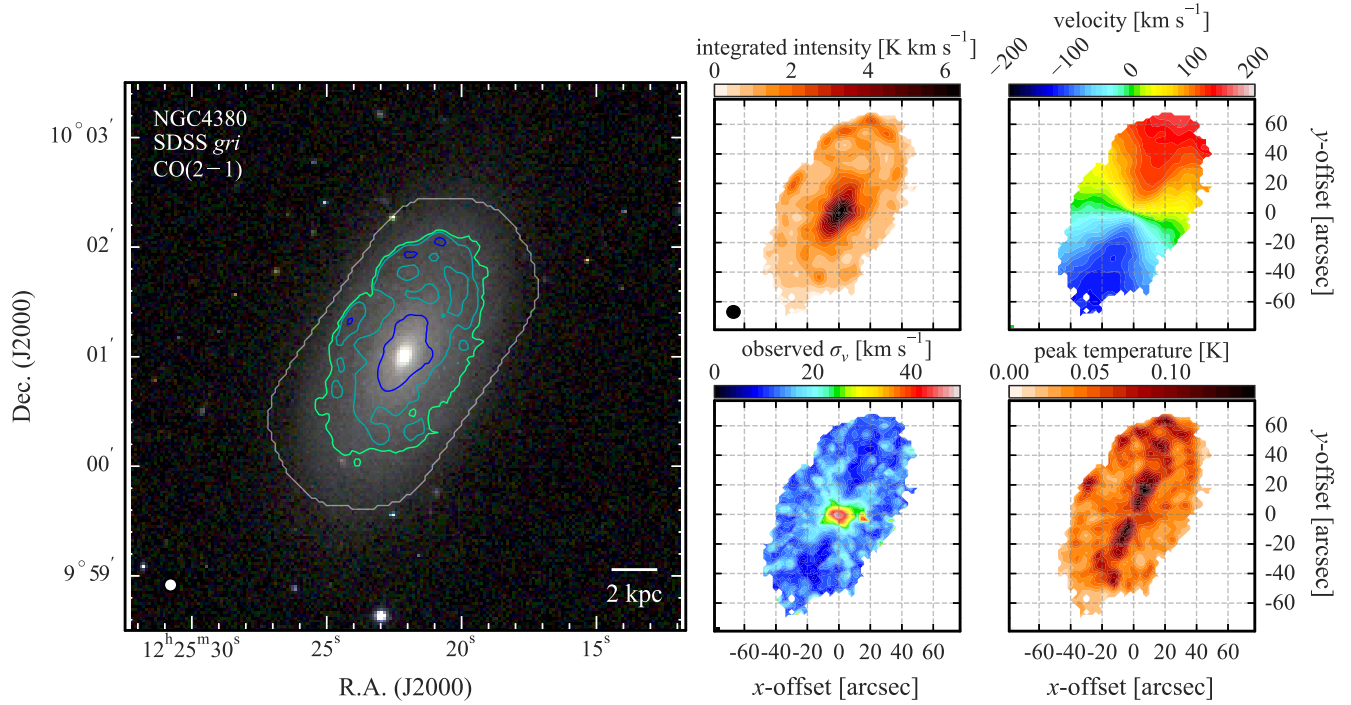 NGC4380
SDSS gri
CO(2−1)
10°03′
02′
01′
00′
9°59′
Dec. (J2000)
2 kpc
12ʰ25ᵐ30ˢ
25ˢ
20ˢ
15ˢ
R.A. (J2000)
integrated intensity [K km s⁻¹]
0 2 4 6
velocity [km s⁻¹]
−200 −100 0 100 200
60
40
20
0
-20
-40
-60
y-offset [arcsec]
observed σᵥ [km s⁻¹]
0 20 40
peak temperature [K]
0.00 0.05 0.10
60
40
20
0
-20
-40
-60
y-offset [arcsec]
-60 -40 -20 0 20 40 60
x-offset [arcsec]
-60 -40 -20 0 20 40 60
x-offset [arcsec]